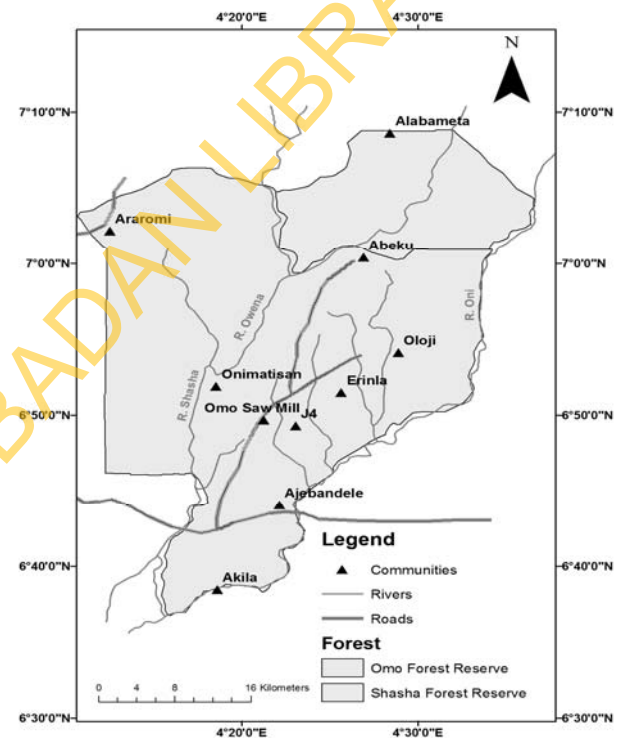 4°20'0"E 4°30'0"E
N
7°10'0"N 7°10'0"N
Alabameta
Araromi
Abeku
7°0'0"N 7°0'0"N
R. Oni
R. Owena
Oloji
Onimatisan
R. Shasha
Erinla
Omo Saw Mill J4
6°50'0"N 6°50'0"N
Ajebandele
Legend
Communities
Rivers
Roads
Akila
6°40'0"N 6°40'0"N
Forest
Omo Forest Reserve
Shasha Forest Reserve
0 4 8 16 Kilometers
6°30'0"N 6°30'0"N
4°20'0"E 4°30'0"E
BADAN LIBRA